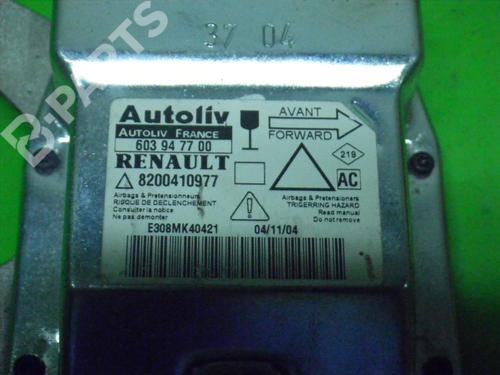 37 04
B-PARTS
Autoliv
AUTOLIV FRANCE
603 94 77 00
RENAULT
8200410977
AVANT
FORWARD
219
AC
Airbags & Pretensionneurs
RISQUE DE DECLENCHEMENT
Consulter la notice
Ne pas demonter
Airbags & Pretensioners
TRIGERRING HAZARD
Read manual
Do not remove
E308MK40421
04/11/04